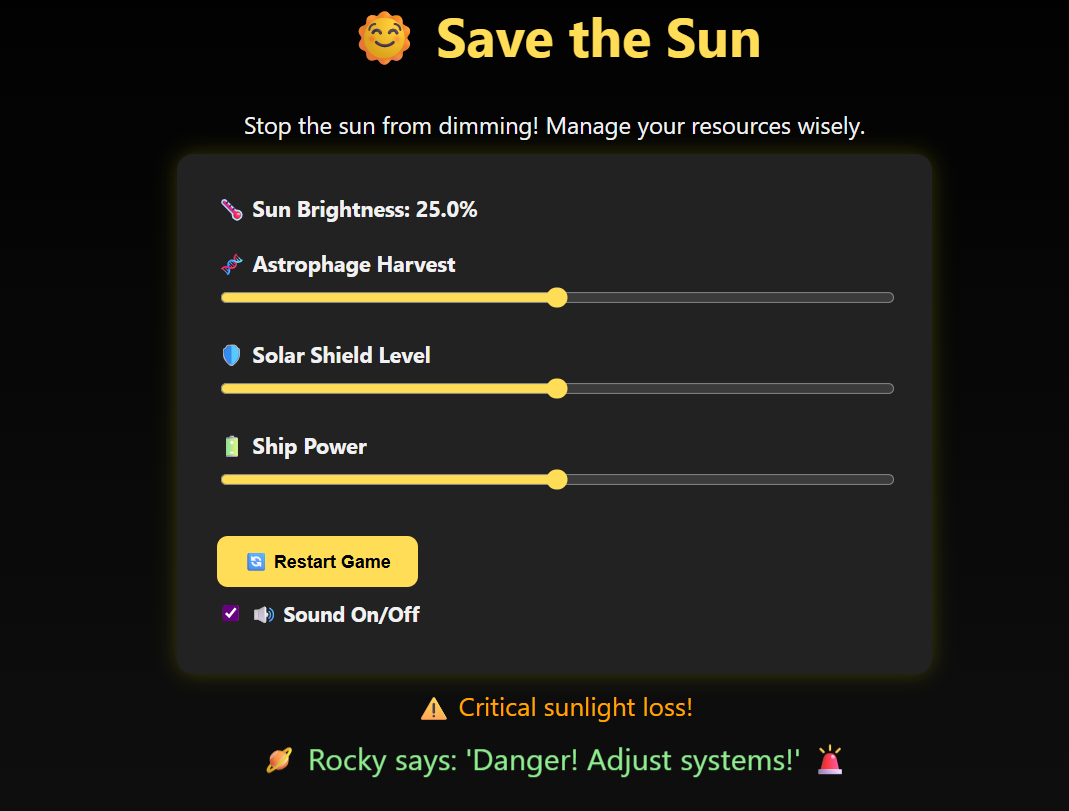 Save the Sun
Stop the sun from dimming! Manage your resources wisely.
Sun Brightness: 25.0%
Astrophage Harvest
Solar Shield Level
Ship Power
Restart Game
Sound On/Off
Critical sunlight loss!
Rocky says: 'Danger! Adjust systems!'